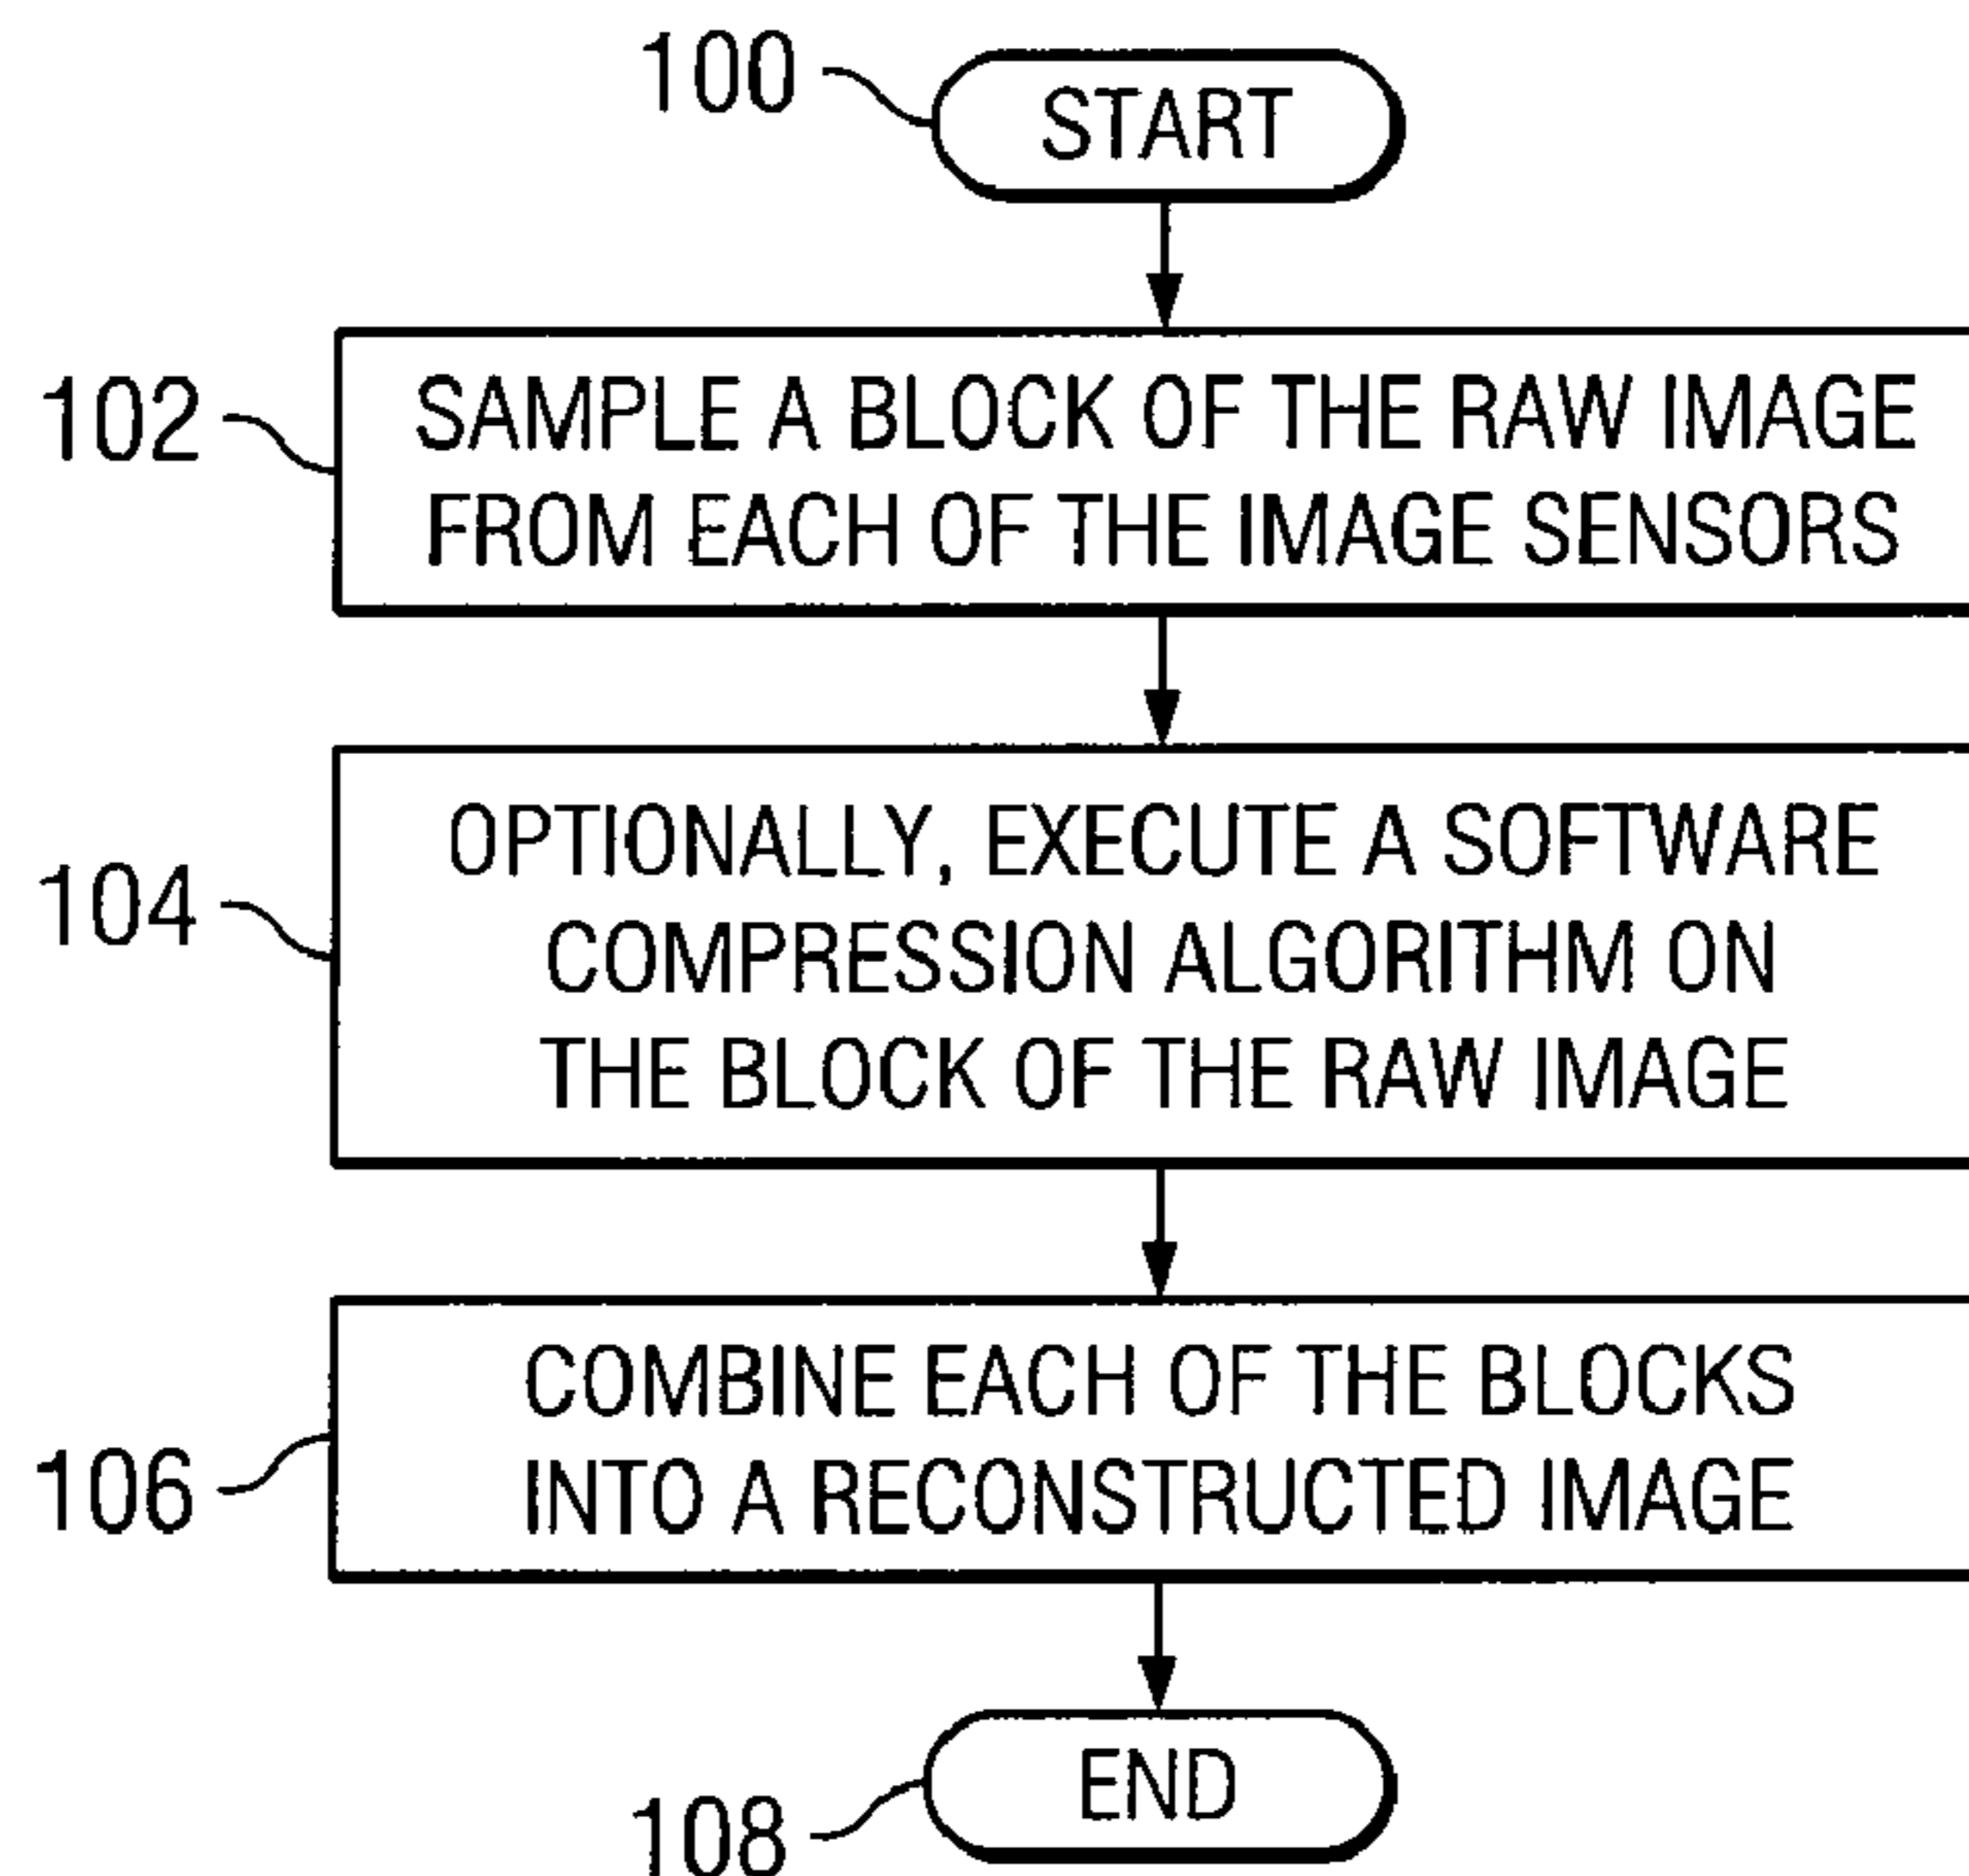 100
START
102
SAMPLE A BLOCK OF THE RAW IMAGE
FROM EACH OF THE IMAGE SENSORS
104
OPTIONALLY, EXECUTE A SOFTWARE
COMPRESSION ALGORITHM ON
THE BLOCK OF THE RAW IMAGE
106
COMBINE EACH OF THE BLOCKS
INTO A RECONSTRUCTED IMAGE
108
END